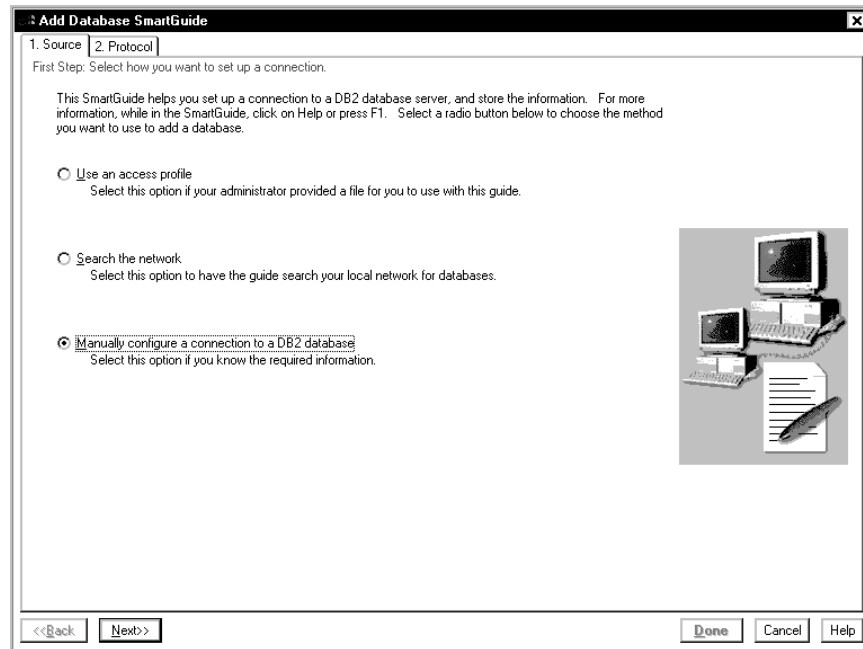 Add Database SmartGuide
1. Source 2. Protocol
First Step: Select how you want to set up a connection.
This SmartGuide helps you set up a connection to a DB2 database server, and store the information. For more
information, while in the SmartGuide, click on Help or press F1. Select a radio button below to choose the method
you want to use to add a database.
Use an access profile
Select this option if your administrator provided a file for you to use with this guide.
Search the network
Select this option to have the guide search your local network for databases.
Manually configure a connection to a DB2 database
Select this option if you know the required information.
<<Back Next>> Done Cancel Help